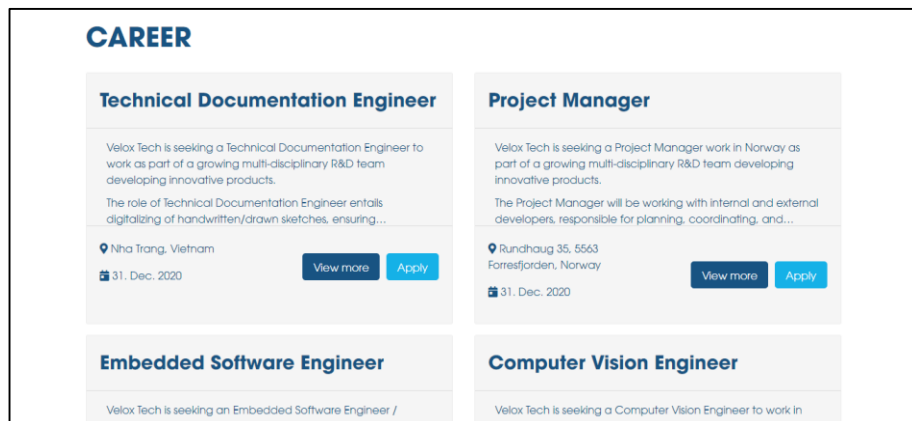 CAREER
Technical Documentation Engineer
Velox Tech is seeking a Technical Documentation Engineer to
work as part of a growing multi-disciplinary R&D team
developing innovative products.
The role of Technical Documentation Engineer entails
digitalizing of handwritten/drawn sketches, ensuring...
Nha Trang, Vietnam
31. Dec. 2020
View more
Apply
Project Manager
Velox Tech is seeking a Project Manager work in Norway as
part of a growing multi-disciplinary R&D team developing
innovative products.
The Project Manager will be working with internal and external
developers, responsible for planning, coordinating, and...
Rundhaug 35, 5563
Forresfjorden, Norway
31. Dec. 2020
View more
Apply
Embedded Software Engineer
Velox Tech is seeking an Embedded Software Engineer /
Computer Vision Engineer
Velox Tech is seeking a Computer Vision Engineer to work in